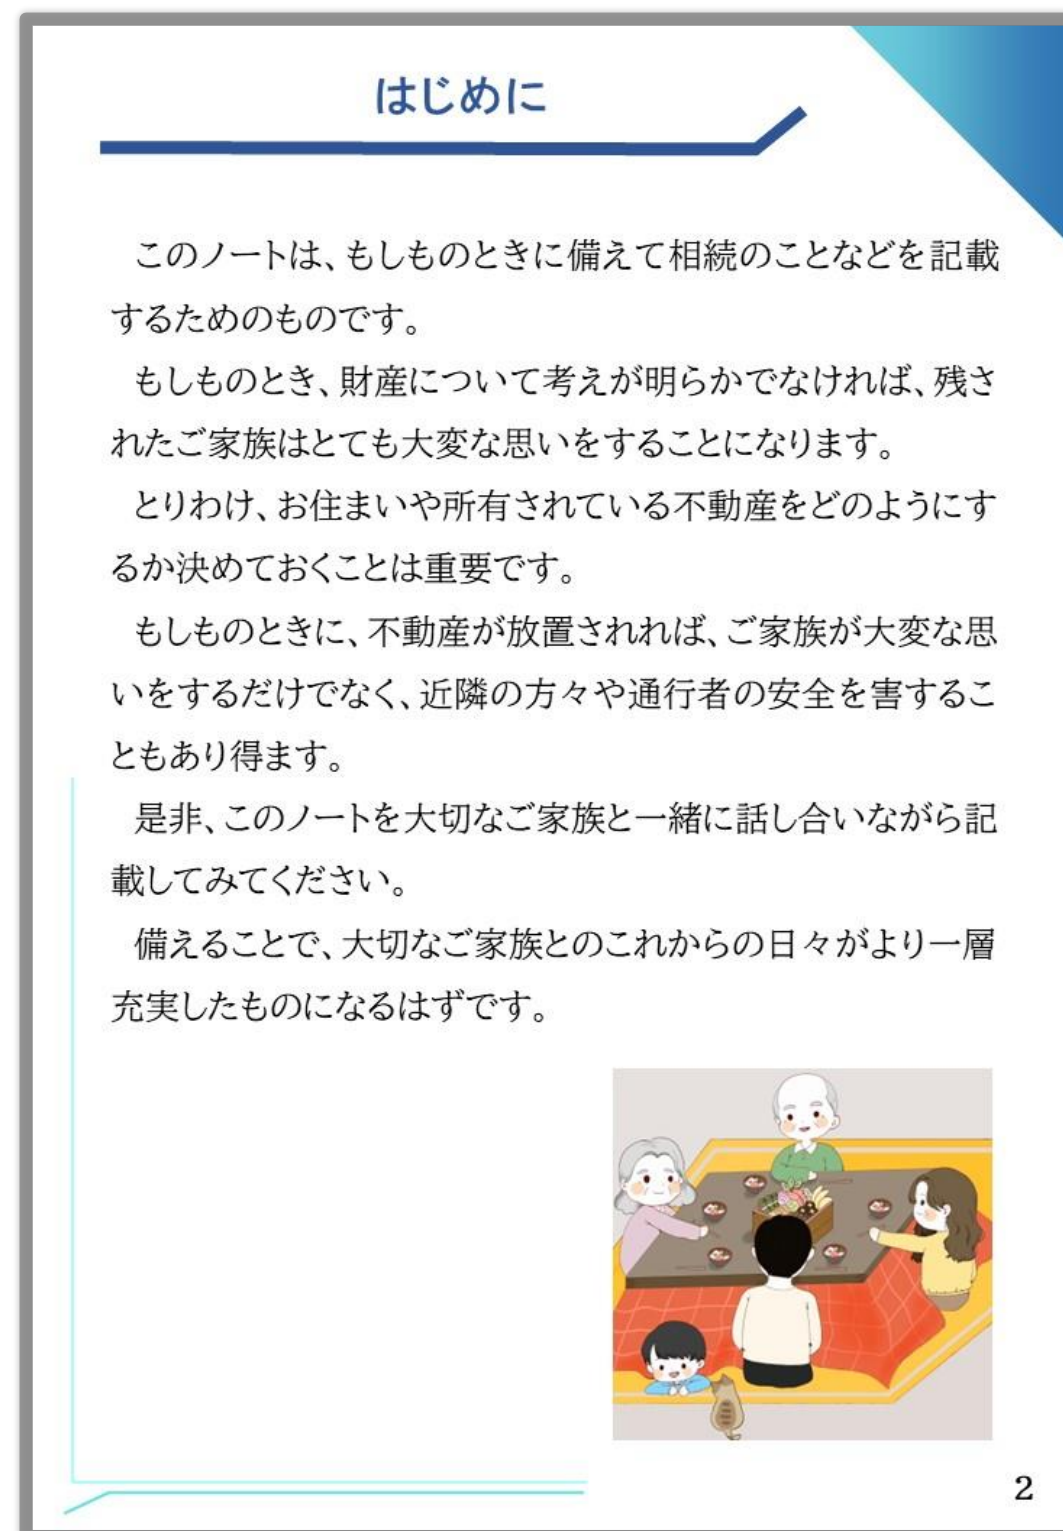 はじめに
このノートは、もしものときに備えて相続のことなどを記載
するためのものです。
もしものとき、財産について考えが明らかでなければ、残さ
れたご家族はとても大変な思いをすることになります。
とりわけ、お住まいや所有されている不動産をどのようにす
るか決めておくことは重要です。
もしものときに、不動産が放置されれば、ご家族が大変な思
いをするだけでなく、近隣の方々や通行者の安全を害するこ
ともあり得ます。
是非、このノートを大切なご家族と一緒に話し合いながら記
載してみてください。
備えることで、大切なご家族とのこれからの日々がより一層
充実したものになるはずです。
2